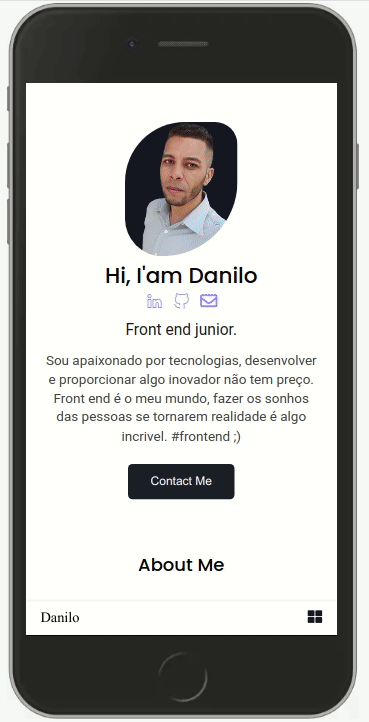 Hi, I'am Danilo
in
Front end junior.
Sou apaixonado por tecnologias, desenvolver
e proporcionar algo inovador não tem preço.
Front end é o meu mundo, fazer os sonhos
das pessoas se tornarem realidade é algo
incrivel. #frontend ;)
Contact Me
About Me
Danilo